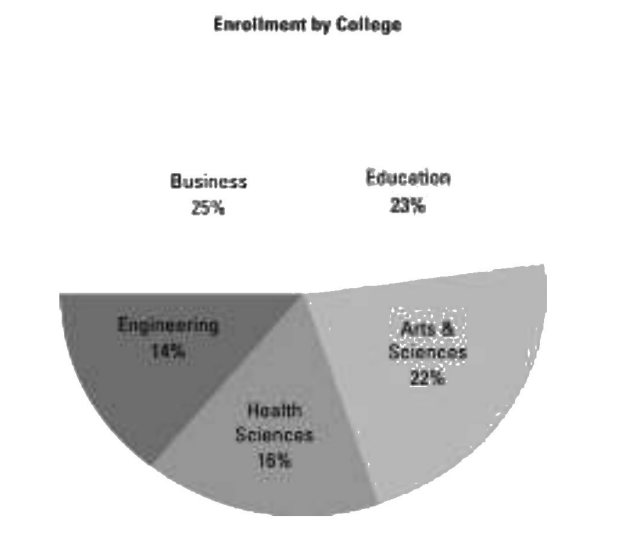 Enrollment by College
Business
25%
Education
23%
Engineering
14%
Arts &
Sciences
22%
Health
Sciences
16%